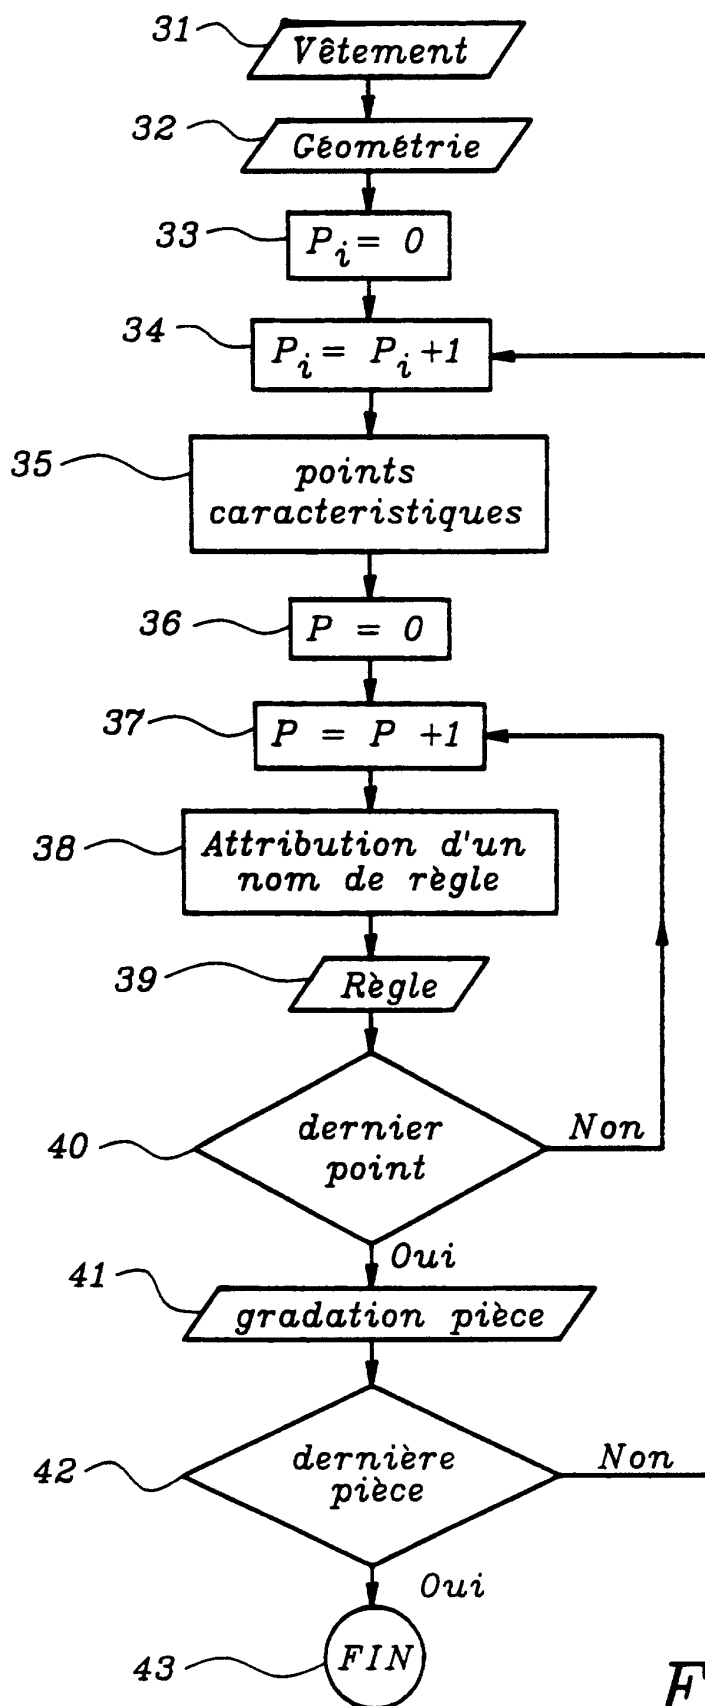 31
Vêtement
32
Géométrie
33
P_i = 0
34
P_i = P_i +1
35
points
caracteristiques
36
P = 0
37
P = P +1
38
Attribution d'un
nom de règle
39
Règle
40
dernier
point
Non
Oui
41
gradation pièce
42
dernière
pièce
Non
Oui
43
FIN
F